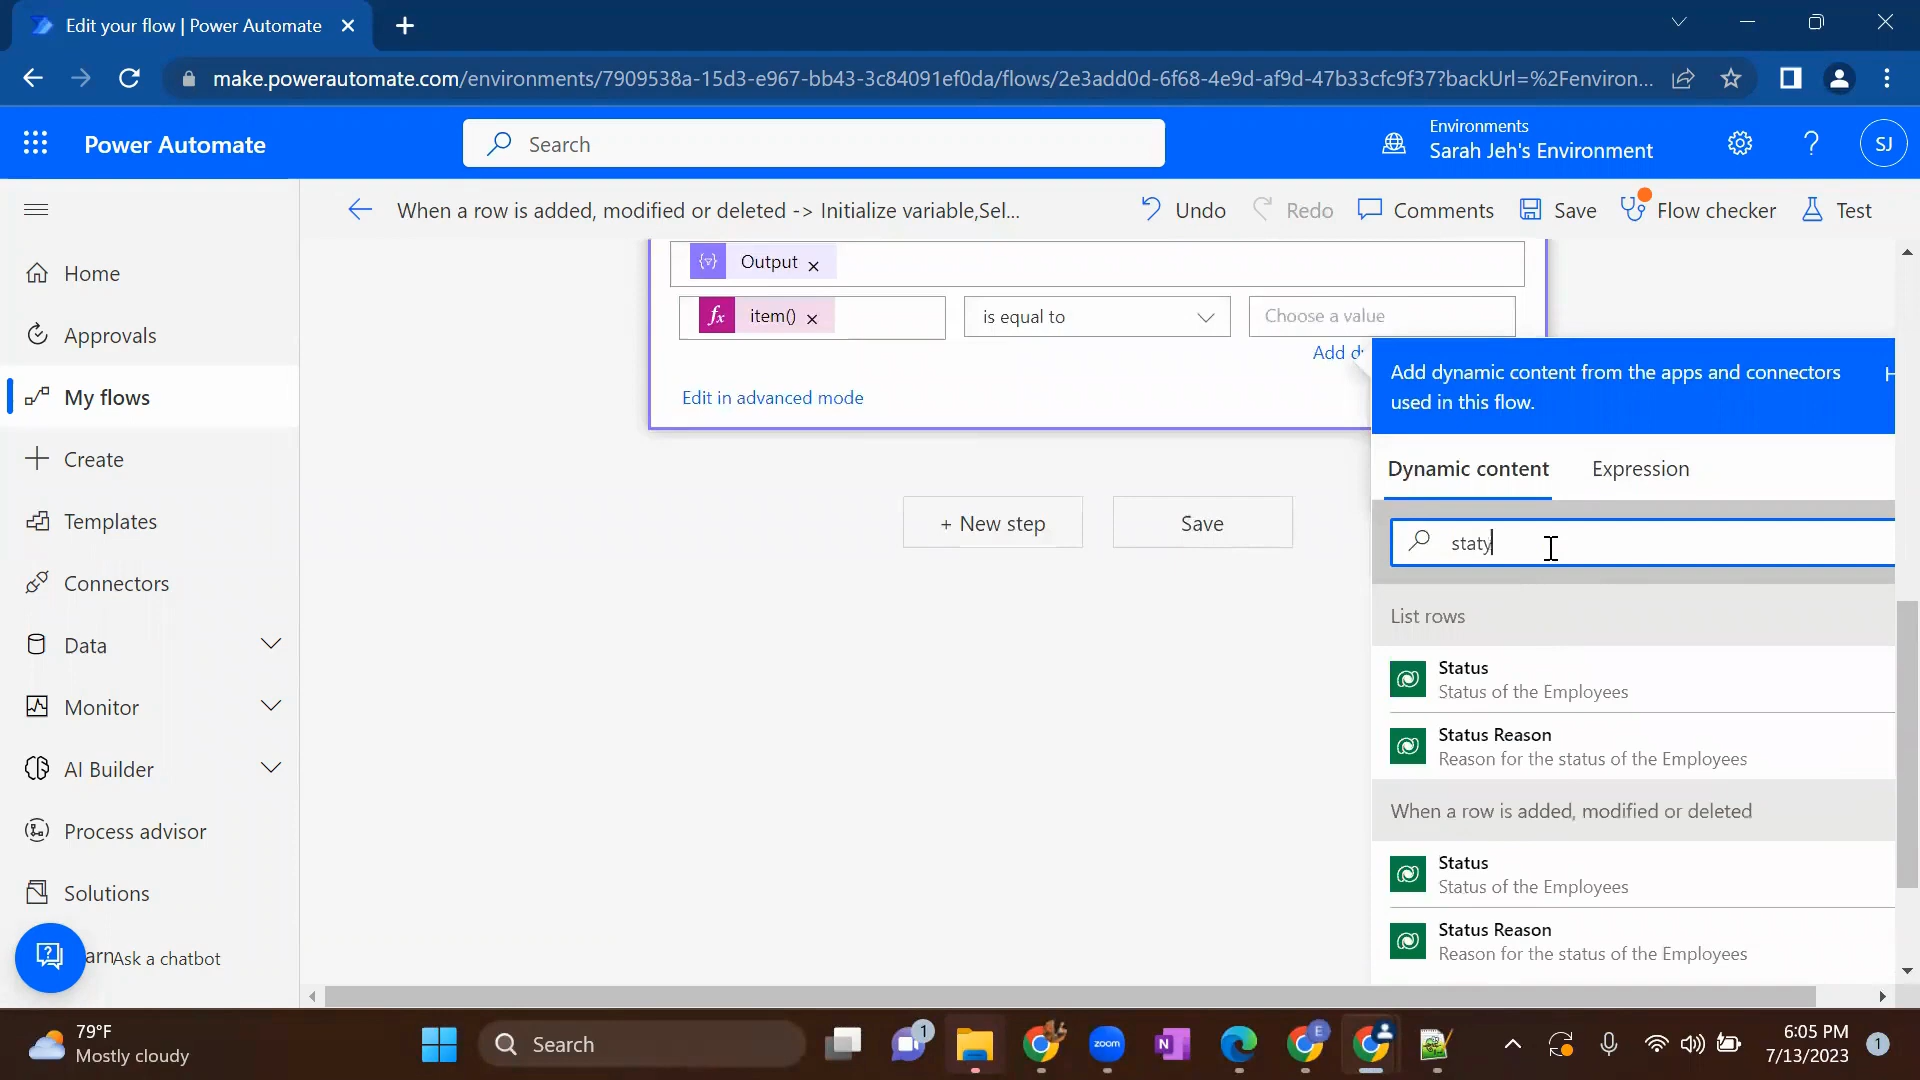 Edit your flow | Power Automate
make.powerautomate.com/environments/7909538a-15d3-e967-bb43-3c84091ef0da/flows/2e3add0d-6f68-4e9d-af9d-47b33cfc9f37?backUrl=%2Fenviron...
Power Automate
Search
Environments
Sarah Jeh's Environment
SJ
When a row is added, modified or deleted -> Initialize variable,Sel...
Undo
Redo
Comments
Save
Flow checker
Test
Home
Approvals
My flows
Create
Templates
Connectors
Data
Monitor
AI Builder
Process advisor
Solutions
arn
Ask a chatbot
Output
fx item()
is equal to
Choose a value
Add d
Edit in advanced mode
+ New step
Save
Add dynamic content from the apps and connectors
used in this flow.
Dynamic content
Expression
staty
List rows
Status
Status of the Employees
Status Reason
Reason for the status of the Employees
When a row is added, modified or deleted
Status
Status of the Employees
Status Reason
Reason for the status of the Employees
79°F
Mostly cloudy
Search
1
zoom
N
E
6:05 PM
7/13/2023
1